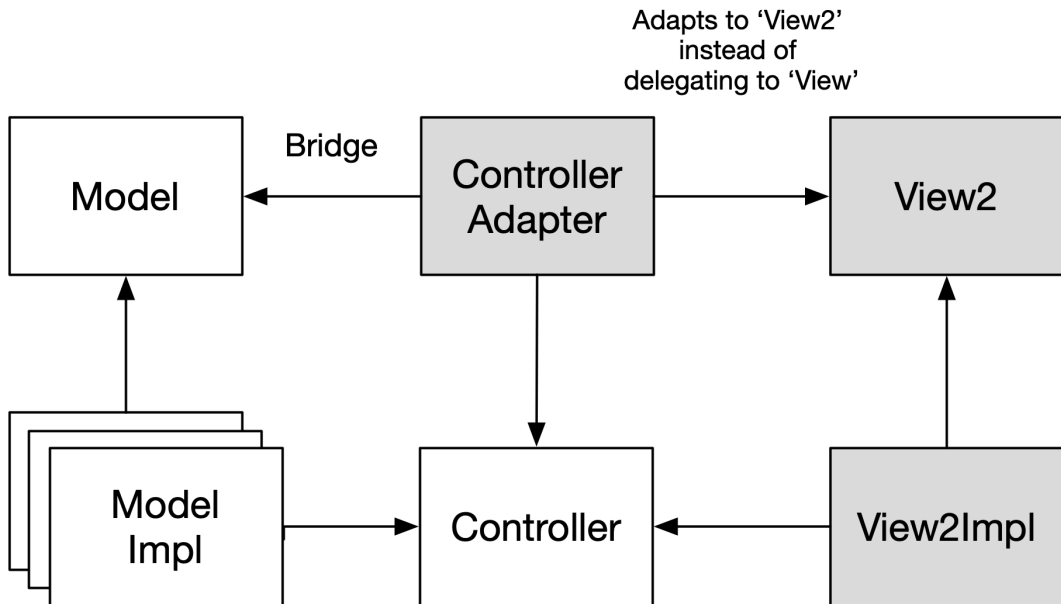 Adapts to ‘View2’
instead of
delegating to ‘View’
Bridge
Model
Controller
Adapter
View2
Model
Impl
Controller
View2Impl